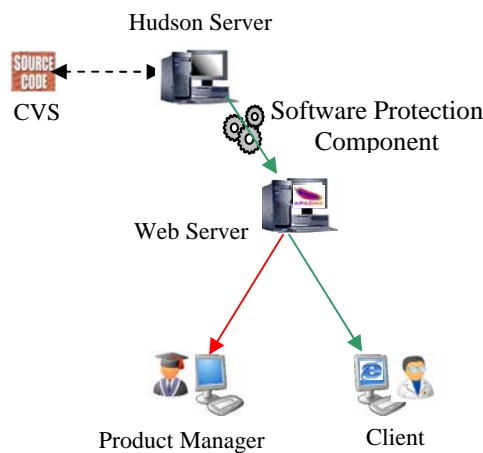 Hudson Server
SOURCE
CODE
CVS
Software Protection
Component
APACHE
Web Server
Product Manager
Client